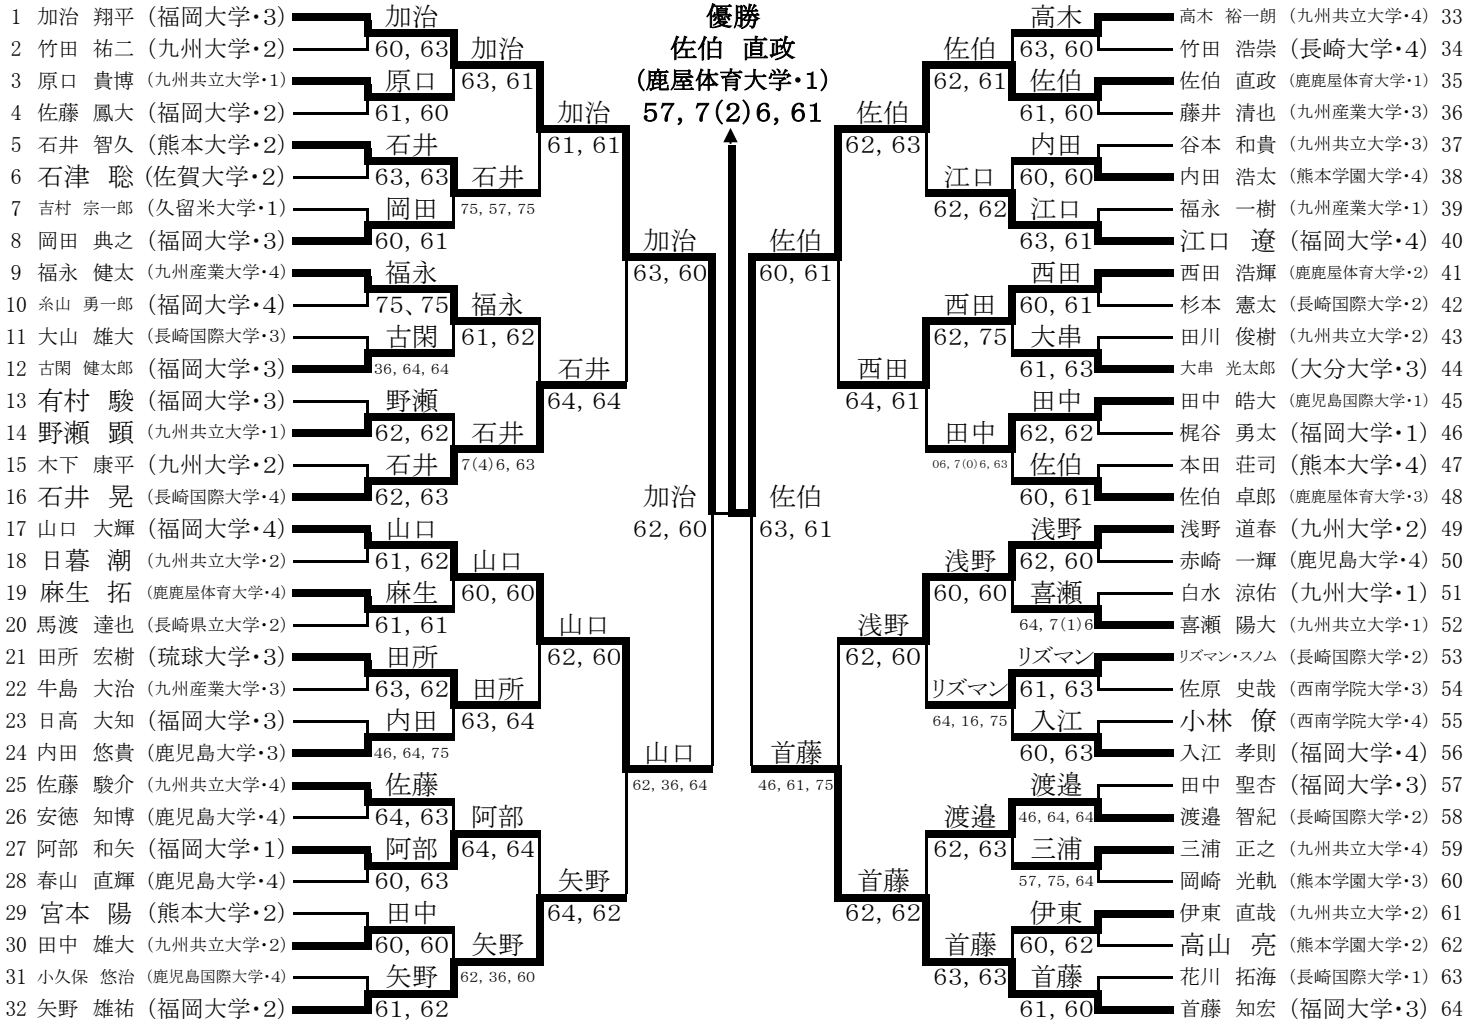 優勝
佐伯 直政
(鹿屋体育大学・1)
57, 7(2)6, 61
1 加治 翔平 (福岡大学・3)
2 竹田 祐二 (九州大学・2)
3 原口 貴博 (九州共立大学・1)
4 佐藤 鳳大 (福岡大学・2)
5 石井 智久 (熊本大学・2)
6 石津 聡 (佐賀大学・2)
7 吉村 宗一郎 (久留米大学・1)
8 岡田 典之 (福岡大学・3)
9 福永 健太 (九州産業大学・4)
10 糸山 勇一郎 (福岡大学・4)
11 大山 雄大 (長崎国際大学・3)
12 古閑 健太郎 (福岡大学・3)
13 有村 駿 (福岡大学・3)
14 野瀬 顕 (九州共立大学・1)
15 木下 康平 (九州大学・2)
16 石井 晃 (長崎国際大学・4)
17 山口 大輝 (福岡大学・4)
18 日暮 潮 (九州共立大学・2)
19 麻生 拓 (鹿鹿屋体育大学・4)
20 馬渡 達也 (長崎県立大学・2)
21 田所 宏樹 (琉球大学・3)
22 牛島 大治 (九州産業大学・3)
23 日高 大知 (福岡大学・3)
24 内田 悠貴 (鹿児島大学・3)
25 佐藤 駿介 (九州共立大学・4)
26 安徳 知博 (鹿児島大学・4)
27 阿部 和矢 (福岡大学・1)
28 春山 直輝 (鹿児島大学・4)
29 宮本 陽 (熊本大学・2)
30 田中 雄大 (九州共立大学・2)
31 小久保 悠治 (鹿児島国際大学・4)
32 矢野 雄祐 (福岡大学・2)
加治
60, 63
原口
61, 60
石井
63, 63
岡田
60, 61
福永
75、75
古閑
36, 64, 64
野瀬
62, 62
石井
62, 63
山口
61, 62
麻生
61, 61
田所
63, 62
内田
46, 64, 75
佐藤
64, 63
阿部
60, 63
田中
60, 60
矢野
61, 62
加治
63, 61
石井
75, 57, 75
福永
61, 62
石井
7(4)6, 63
山口
60, 60
田所
63, 64
阿部
64, 64
矢野
62, 36, 60
加治
61, 61
石井
64, 64
山口
62, 60
矢野
64, 62
加治
63, 60
山口
62, 36, 64
加治
62, 60
佐伯
63, 61
佐伯
60, 61
首藤
46, 61, 75
佐伯
62, 63
西田
64, 61
浅野
62, 60
首藤
62, 62
佐伯
62, 61
江口
62, 62
西田
62, 75
田中
06, 7(0)6, 63
浅野
60, 60
リズマン
64, 16, 75
渡邉
62, 63
首藤
63, 63
高木
63, 60
佐伯
61, 60
内田
60, 60
江口
63, 61
西田
60, 61
大串
61, 63
田中
62, 62
佐伯
60, 61
浅野
62, 60
喜瀬
64, 7(1)6
リズマン
61, 63
入江
60, 63
渡邉
46, 64, 64
三浦
57, 75, 64
伊東
60, 62
首藤
61, 60
高木 裕一朗 (九州共立大学・4) 33
竹田 浩崇 (長崎大学・4) 34
佐伯 直政 (鹿鹿屋体育大学・1) 35
藤井 清也 (九州産業大学・3) 36
谷本 和貴 (九州共立大学・3) 37
内田 浩太 (熊本学園大学・4) 38
福永 一樹 (九州産業大学・1) 39
江口 遼 (福岡大学・4) 40
西田 浩輝 (鹿鹿屋体育大学・2) 41
杉本 憲太 (長崎国際大学・2) 42
田川 俊樹 (九州共立大学・2) 43
大串 光太郎 (大分大学・3) 44
田中 皓大 (鹿児島国際大学・1) 45
梶谷 勇太 (福岡大学・1) 46
本田 荘司 (熊本大学・4) 47
佐伯 卓郎 (鹿鹿屋体育大学・3) 48
浅野 道春 (九州大学・2) 49
赤崎 一輝 (鹿児島大学・4) 50
白水 涼佑 (九州大学・1) 51
喜瀬 陽大 (九州共立大学・1) 52
リズマン・スノム (長崎国際大学・2) 53
佐原 史哉 (西南学院大学・3) 54
小林 僚 (西南学院大学・4) 55
入江 孝則 (福岡大学・4) 56
田中 聖杏 (福岡大学・3) 57
渡邉 智紀 (長崎国際大学・2) 58
三浦 正之 (九州共立大学・4) 59
岡崎 光軌 (熊本学園大学・3) 60
伊東 直哉 (九州共立大学・2) 61
高山 亮 (熊本学園大学・2) 62
花川 拓海 (長崎国際大学・1) 63
首藤 知宏 (福岡大学・3) 64